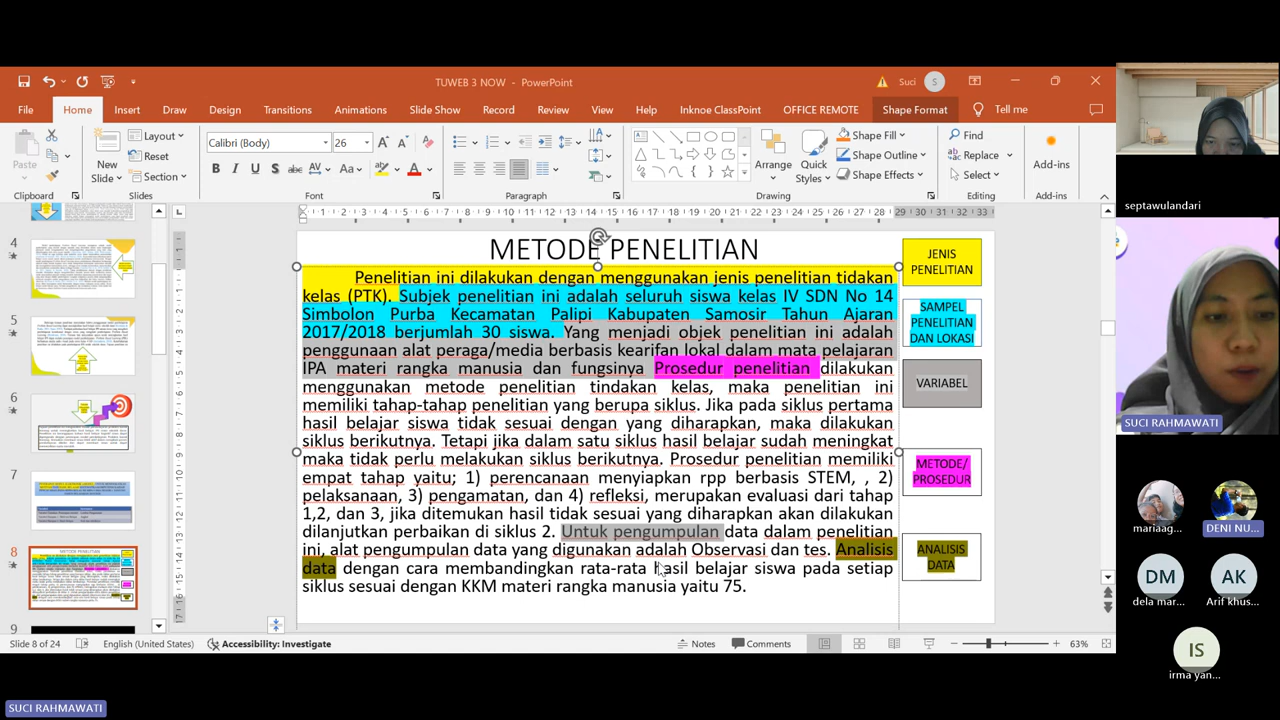 TUWEB 3 NOW - PowerPoint
Suci
S
File Home Insert Draw Design Transitions Animations Slide Show Record Review View Help Inknoe ClassPoint OFFICE REMOTE Shape Format Tell me
Paste
New Slide
Layout
Reset
Section
Calibri (Body) 26
B I U S abc AV Aa A
Arrange
Quick Styles
Shape Fill
Shape Outline
Shape Effects
Find
Replace
Select
Add-ins
Clipboard Slides Font Paragraph Drawing Editing Add-ins
4
5
6
7
8
9
METODE PENELITIAN
Penelitian ini dilakukan dengan menggunakan jenis penelitian tidakan
kelas (PTK). Subjek penelitian ini adalah seluruh siswa kelas IV SDN No 14
Simbolon Purba Kecamatan Palipi Kabupaten Samosir Tahun Ajaran
2017/2018 berjumlah 30 siswa. Yang menjadi objek penlitian ini adalah
penggunaan alat peraga/media berbasis kearifan lokal dalam mata pelajaran
IPA materi rangka manusia dan fungsinya Prosedur penelitian dilakukan
menggunakan metode penelitian tindakan kelas, maka penelitian ini
memiliki tahap-tahap penelitian yang berupa siklus. Jika pada siklus pertama
hasil belajar siswa tidak sesuai dengan yang diharapkan, maka dilakukan
siklus berikutnya. Tetapi jika dalam satu siklus hasil belajar sudah meningkat
maka tidak perlu melakukan siklus berikutnya. Prosedur penelitian memiliki
empat tahap yaitu; 1) perencanaan menyiapkan rpp berbasis STEM, , 2)
pelaksanaan, 3) pengamatan, dan 4) refleksi, merupakan evaluasi dari tahap
1,2, dan 3, jika ditemukan hasil tidak sesuai yang diharapkan dilakukan
dilanjutkan perbaikan di siklus 2. Untuk pengumpulan data dalam penelitian
ini, alat pengumpulan data yang digunakan adalah Observasi dan tes. Analisis
data dengan cara membandingkan rata-rata hasil belajar siswa pada setiap
siklus sesuai dengan KKM materi rangka manusia yaitu 75.
JENIS
PENELITIAN
SAMPEL
PENELITIAN
DAN LOKASI
VARIABEL
METODE/
PROSEDUR
ANALISIS
DATA
Slide 8 of 24 English (United States) Accessibility: Investigate Notes Comments 63%
SUCI RAHMAWATI
septawulandari
SUCI RAHMAWATI
mariaag...
DENI NU...
DM
dela mar...
AK
Arif khus...
IS
irma yan...